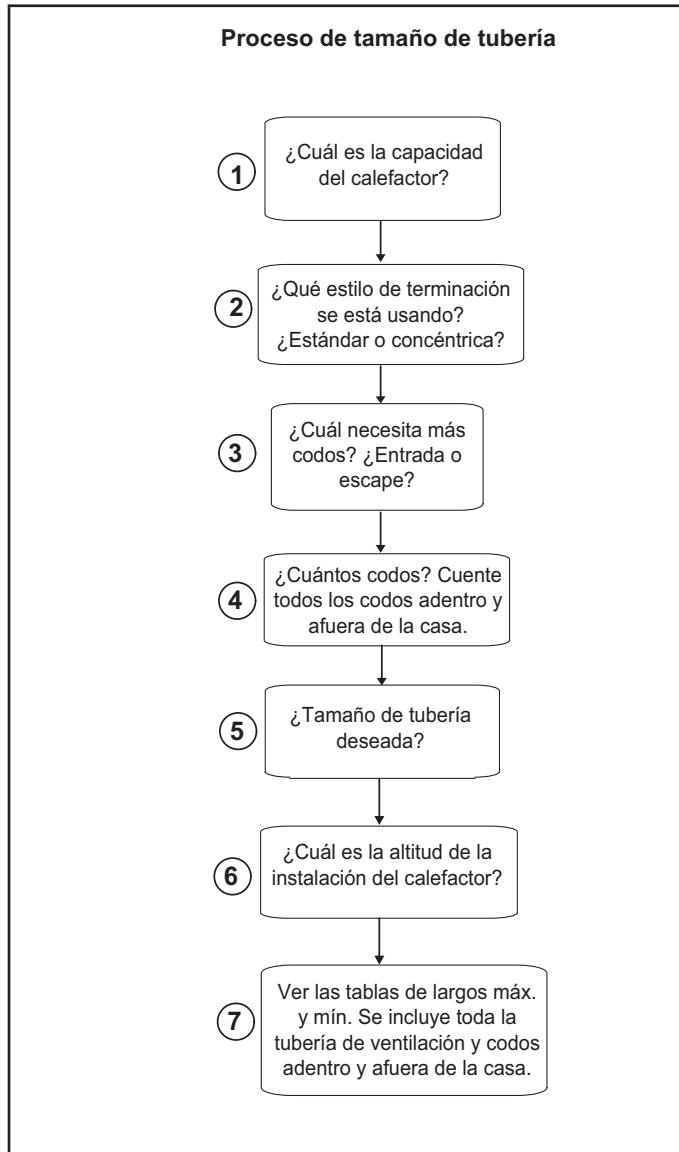 Proceso de tamaño de tubería
1
¿Cuál es la capacidad
del calefactor?
2
¿Qué estilo de terminación
se está usando?
¿Estándar o concéntrica?
3
¿Cuál necesita más
codos? ¿Entrada o
escape?
4
¿Cuántos codos? Cuente
todos los codos adentro y
afuera de la casa.
5
¿Tamaño de tubería
deseada?
6
¿Cuál es la altitud de la
instalación del calefactor?
7
Ver las tablas de largos máx.
y mín. Se incluye toda la
tubería de ventilación y codos
adentro y afuera de la casa.